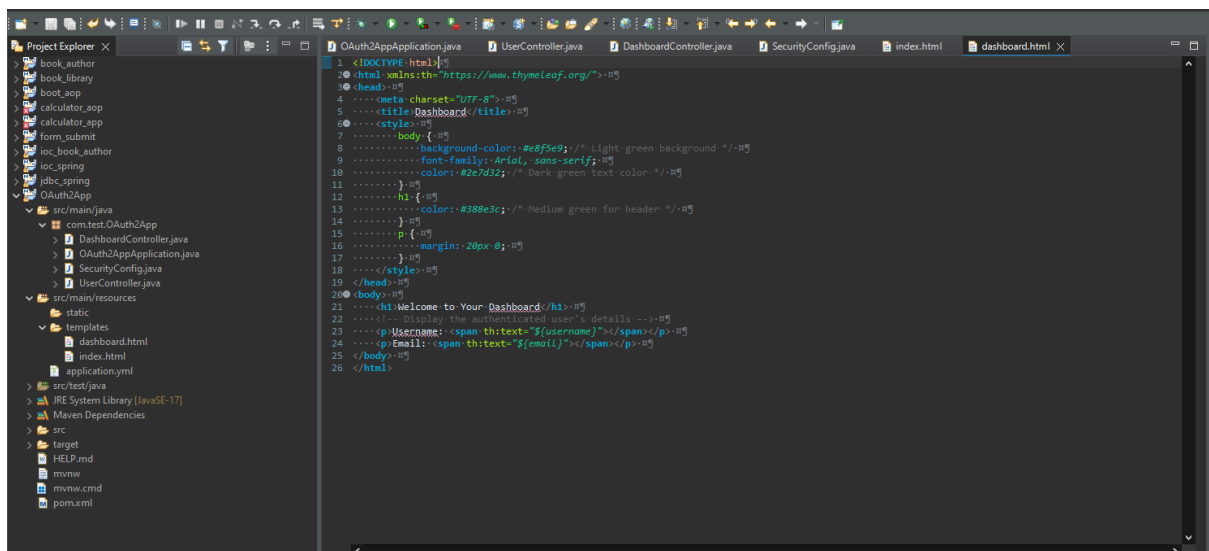 Project Explorer
OAuth2AppApplication.java
UserController.java
DashboardController.java
SecurityConfig.java
index.html
dashboard.html
book_author
book_library
boot_aop
calculator_aop
calculator_app
form_submit
ioc_book_author
ioc_spring
jdbc_spring
OAuth2App
src/main/java
com.test.OAuth2App
DashboardController.java
OAuth2AppApplication.java
SecurityConfig.java
UserController.java
src/main/resources
static
templates
dashboard.html
index.html
application.yml
src/test/java
JRE System Library [JavaSE-17]
Maven Dependencies
src
target
HELP.md
mvnw
mvnw.cmd
pom.xml
1 <!DOCTYPE html>
2 <html xmlns:th="https://www.thymeleaf.org/">
3 <head>
4 <meta charset="UTF-8">
5 <title>Dashboard</title>
6 <style>
7 body {
8 background-color: #e8f5e9; /* Light green background */
9 font-family: Arial, sans-serif;
10 color: #2e7d32; /* Dark green text color */
11 }
12 h1 {
13 color: #388e3c; /* Medium green for header */
14 }
15 p {
16 margin: 20px 0;
17 }
18 </style>
19 </head>
20 <body>
21 <h1>Welcome to Your Dashboard</h1>
22 <!-- Display the authenticated user's details -->
23 <p>Username: <span th:text="${username}"></span></p>
24 <p>Email: <span th:text="${email}"></span></p>
25 </body>
26 </html>